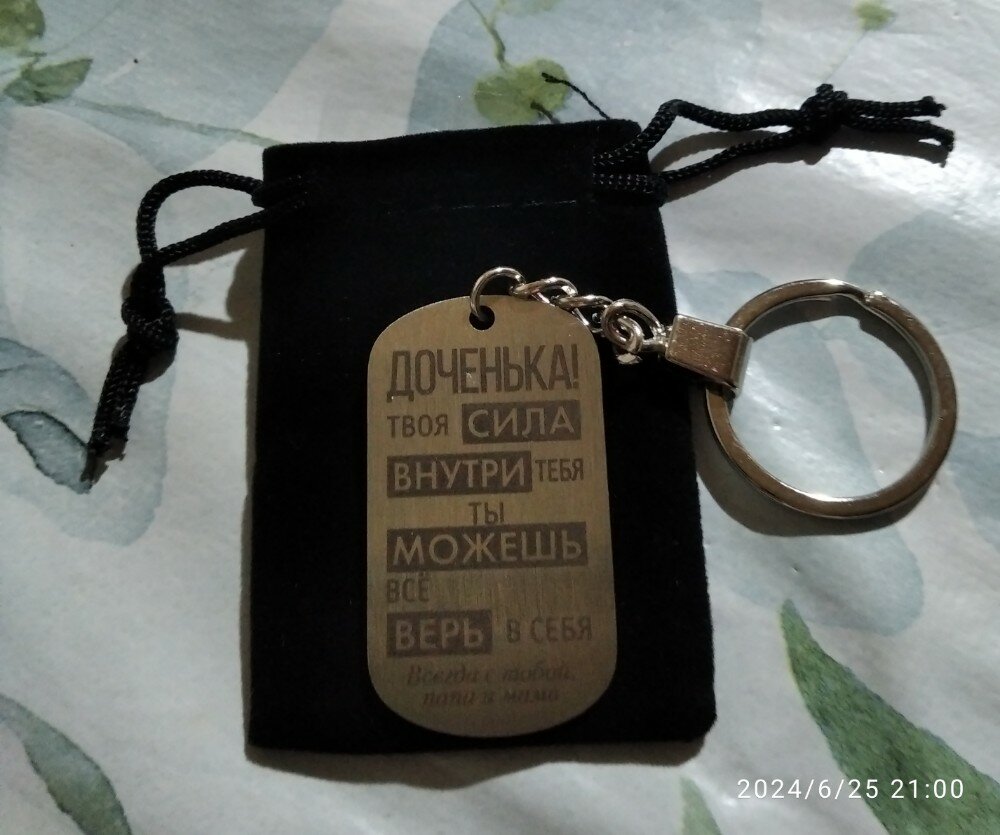 ДОЧЕНЬКА!
ТВОЯ СИЛА
ВНУТРИ ТЕБЯ
ТЫ
МОЖЕШЬ
ВСЁ
ВЕРЬ В СЕБЯ
Всегда с тобой,
папа и мама
2024/6/25 21:00